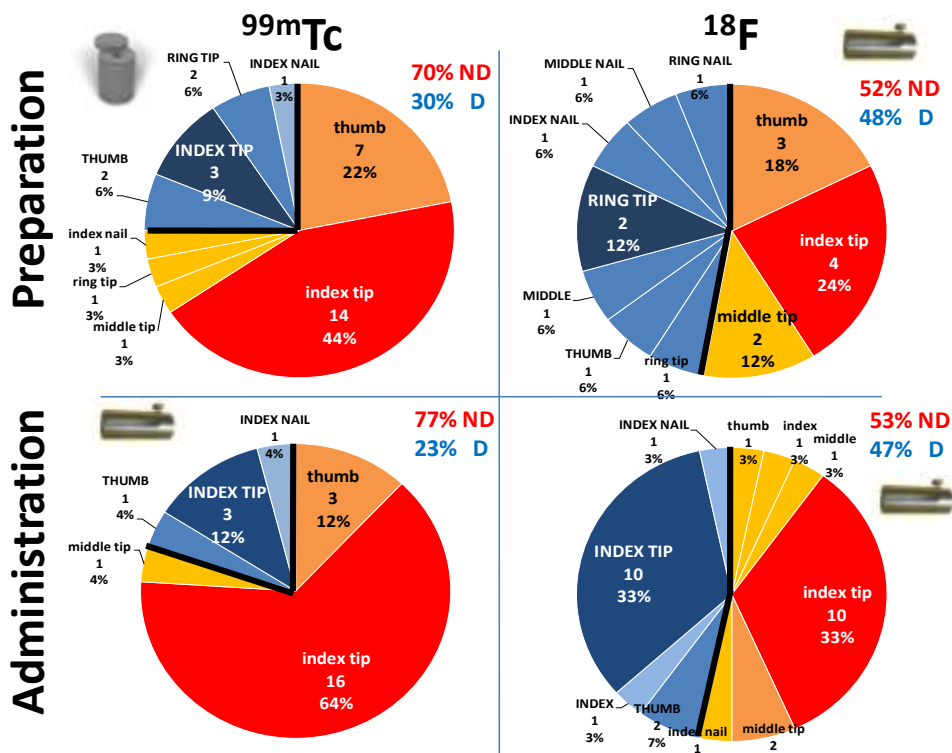 99mTc
18F
Preparation
Administration
70% ND
30% D
INDEX NAIL
1
3%
RING TIP
2
6%
INDEX TIP
3
9%
THUMB
2
6%
index nail
1
3%
ring tip
1
3%
middle tip
1
3%
thumb
7
22%
index tip
14
44%
52% ND
48% D
RING NAIL
1
6%
MIDDLE NAIL
1
6%
INDEX NAIL
1
6%
RING TIP
2
12%
MIDDLE
1
6%
THUMB
1
6%
ring tip
1
6%
thumb
3
18%
index tip
4
24%
middle tip
2
12%
77% ND
23% D
INDEX NAIL
1
4%
INDEX TIP
3
12%
THUMB
1
4%
middle tip
1
4%
thumb
3
12%
index tip
16
64%
53% ND
47% D
INDEX NAIL
1
3%
thumb
1
3%
index
1
3%
middle
1
3%
INDEX TIP
10
33%
index tip
10
33%
INDEX
1
3%
THUMB
2
7%
index nail
1
middle tip
2